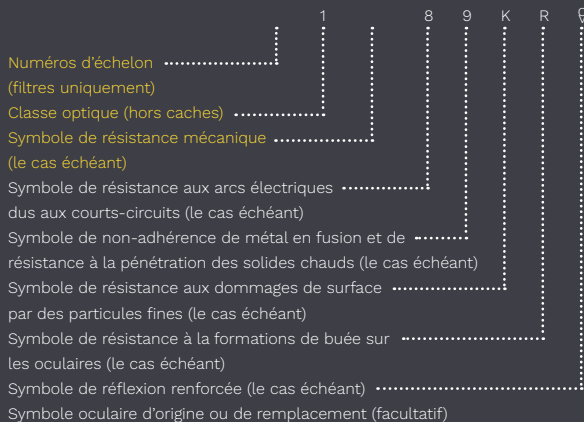 1 8 9 K R
Numéros d'échelon
(filtres uniquement)
Classe optique (hors caches)
Symbole de résistance mécanique
(le cas échéant)
Symbole de résistance aux arcs électriques
dus aux courts-circuits (le cas échéant)
Symbole de non-adhérence de métal en fusion et de
résistance à la pénétration des solides chauds (le cas échéant)
Symbole de résistance aux dommages de surface
par des particules fines (le cas échéant)
Symbole de résistance à la formations de buée sur
les oculaires (le cas échéant)
Symbole de réflexion renforcée (le cas échéant)
Symbole oculaire d'origine ou de remplacement (facultatif)